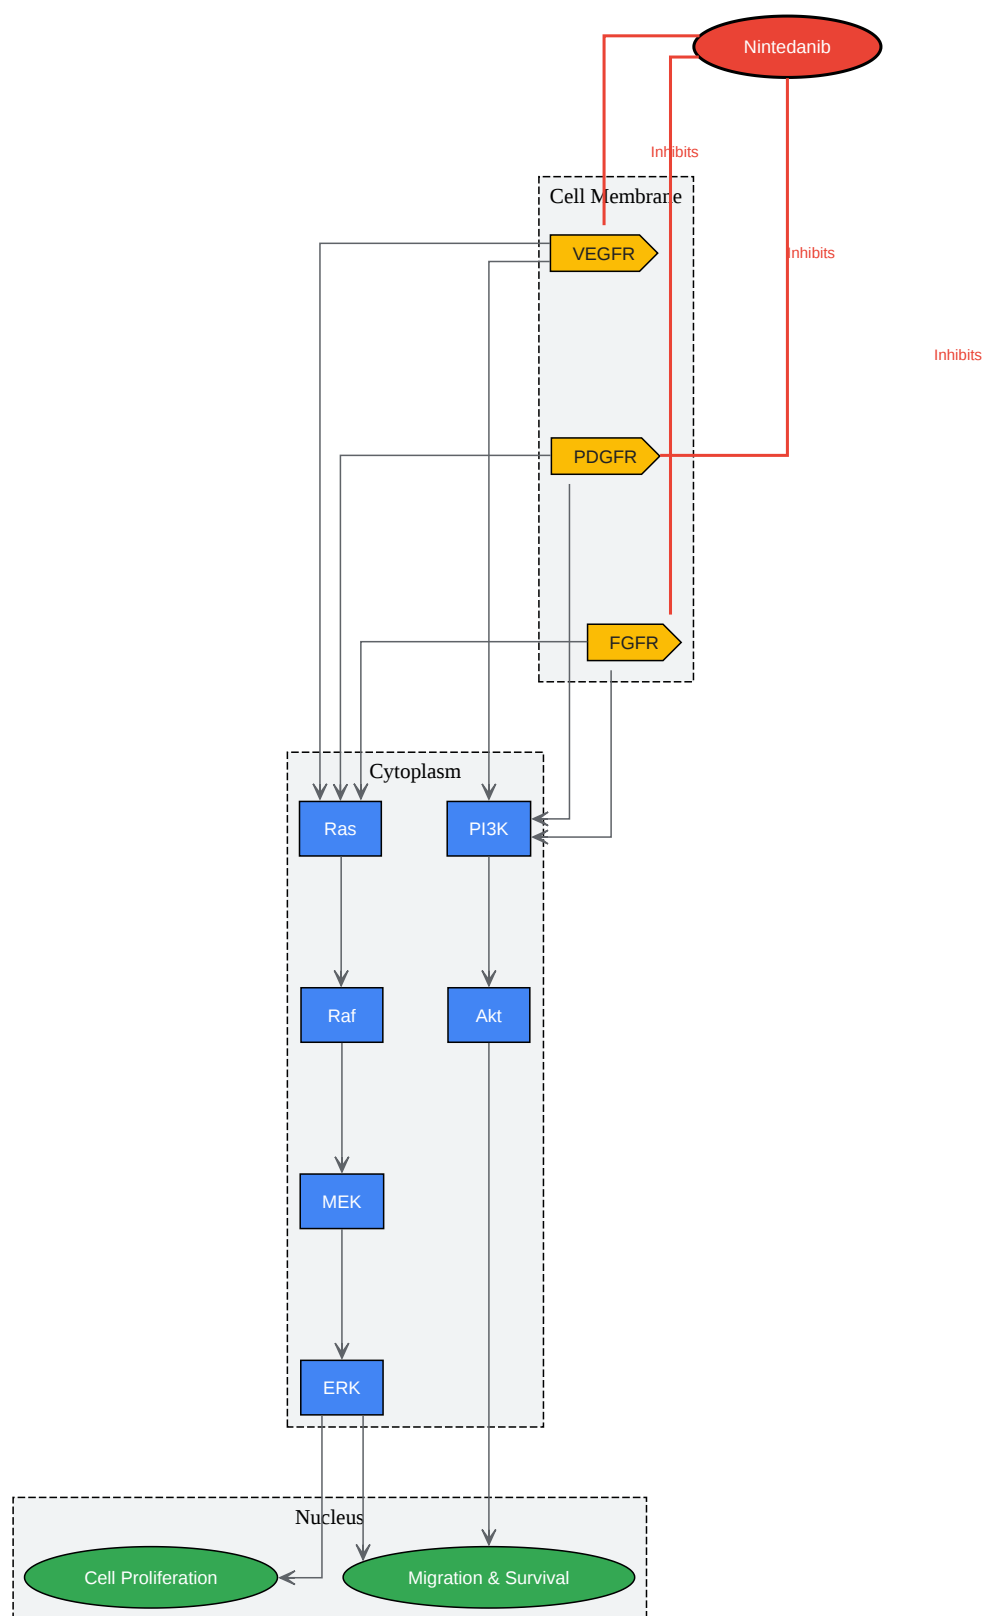 Nintedanib
Inhibits
Cell Membrane
VEGFR
Inhibits
Inhibits
PDGFR
FGFR
Cytoplasm
Ras
PI3K
Raf
Akt
MEK
ERK
Nucleus
Cell Proliferation
Migration & Survival